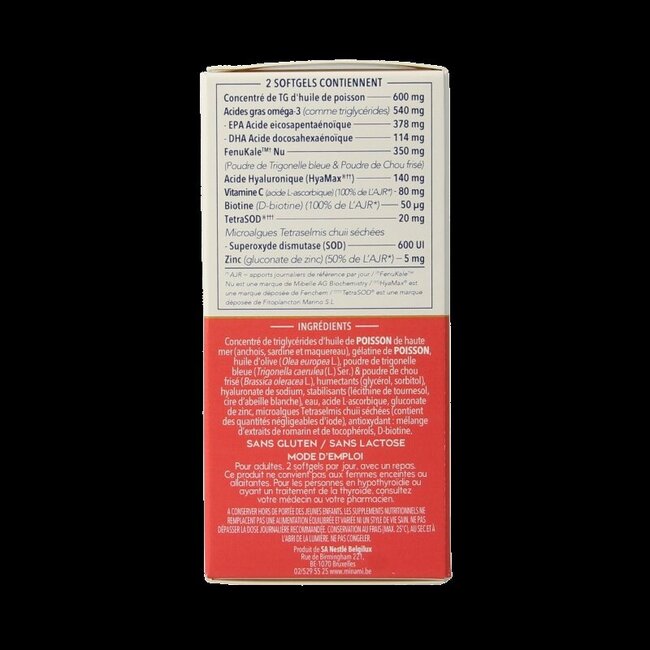 2 SOFTGELS CONTIENNENT
Concentré de TG d'huile de poisson 600 mg
Acides gras oméga-3 (comme triglycérides) 540 mg
- EPA Acide eicosapentaénoïque 378 mg
- DHA Acide docosahexaénoïque 114 mg
FenuKale™† Nu 350 mg
(Poudre de Trigonelle bleue & Poudre de Chou frisé)
Acide Hyaluronique (HyaMax®††) 140 mg
Vitamine C (acide L-ascorbique) (100% de L'AJR*) - 80 mg
Biotine (D-biotine) (100% de L'AJR*) 50 µg
TetraSOD®††† 20 mg
Microalgues Tetraselmis chuii séchées
- Superoxyde dismutase (SOD) 600 UI
Zinc (gluconate de zinc) (50% de L'AJR*) - 5 mg
(*) AJR = apports journaliers de référence par jour / (†)FenuKale™
Nu est une marque de Mibelle AG Biochemistry / (††)HyaMax® est
une marque déposée de Fenchem / (†††)TetraSOD® est une marque
déposée de Fitoplancton Marino S.L
INGRÉDIENTS
Concentré de triglycérides d'huile de POISSON de haute
mer (anchois, sardine et maquereau), gélatine de POISSON,
huile d'olive (Olea europea L.), poudre de trigonelle
bleue (Trigonella caerulea (L.) Ser.) & poudre de chou
frisé (Brassica oleracea L.), humectants (glycérol, sorbitol),
hyaluronate de sodium, stabilisants (lécithine de tournesol,
cire d'abeille blanche), eau, acide L-ascorbique, gluconate
de zinc, microalgues Tetraselmis chuii séchées (contient
des quantités négligeables d'iode), antioxydant : mélange
d'extraits de romarin et de tocophérols, D-biotine.
SANS GLUTEN / SANS LACTOSE
MODE D'EMPLOI
Pour adultes, 2 softgels par jour, avec un repas.
Ce produit ne convient pas aux femmes enceintes ou
allaitantes. Pour les personnes en hypothyroïdie ou
ayant un traitement de la thyroïde, consultez
votre médecin ou votre pharmacien.
A CONSERVER HORS DE PORTÉE DES JEUNES ENFANTS. LES SUPPLEMENTS NUTRITIONNELS NE
REMPLACENT PAS UNE ALIMENTATION ÉQUILIBRÉE ET VARIÉE NI UN STYLE DE VIE SAIN. NE PAS
DÉPASSER LA DOSE JOURNALIÈRE RECOMMANDÉE. CONSERVATION AU FRAIS (MAX. 25°C), AU SEC ET À
L'ABRI DE LA LUMIÈRE. NE PAS CONGELER.
Produit de SA Nestlé Belgilux
Rue de Birmingham 221,
BE-1070 Bruxelles
02/529 55 25 www.minami.be